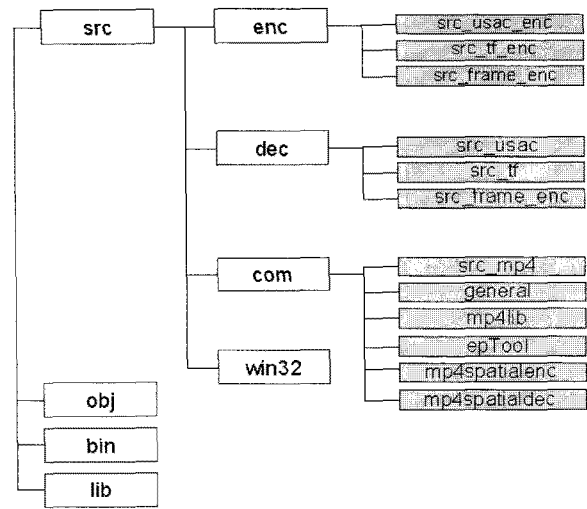 src
enc
src_usac_enc
src_tf_enc
src_frame_enc
dec
src_usac
src_tf
src_frame_enc
com
src_mp4
general
mp4lib
epTool
mp4spatialenc
mp4spatialdec
win32
obj
bin
lib